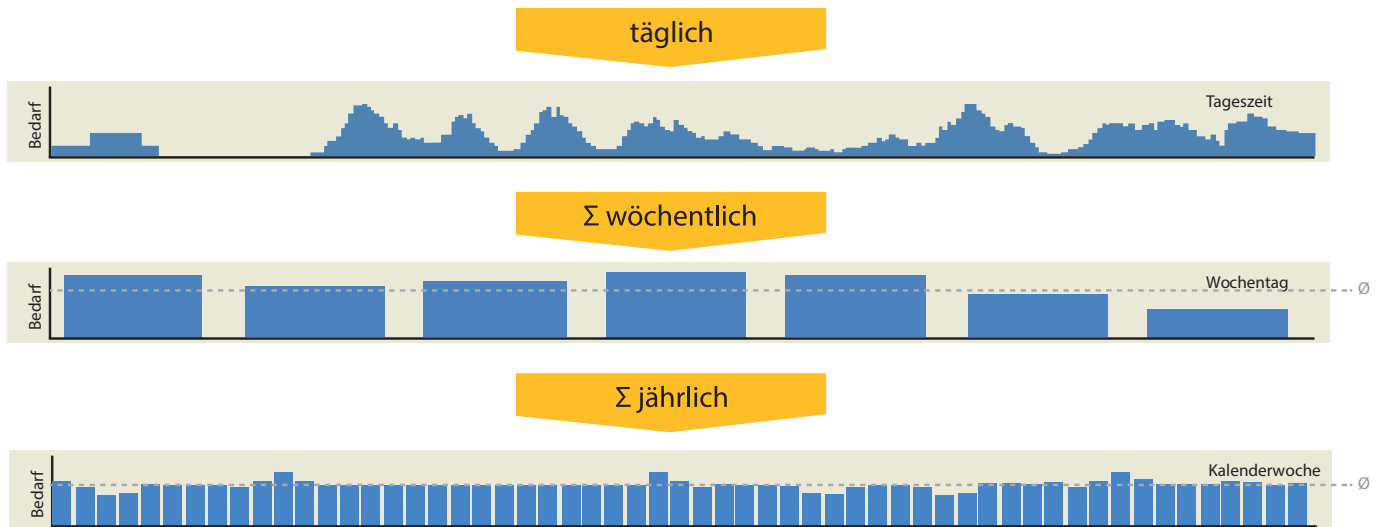 täglich
Bedarf
Tageszeit
Σ wöchentlich
Bedarf
Wochentag
Ø
Σ jährlich
Bedarf
Kalenderwoche
Ø